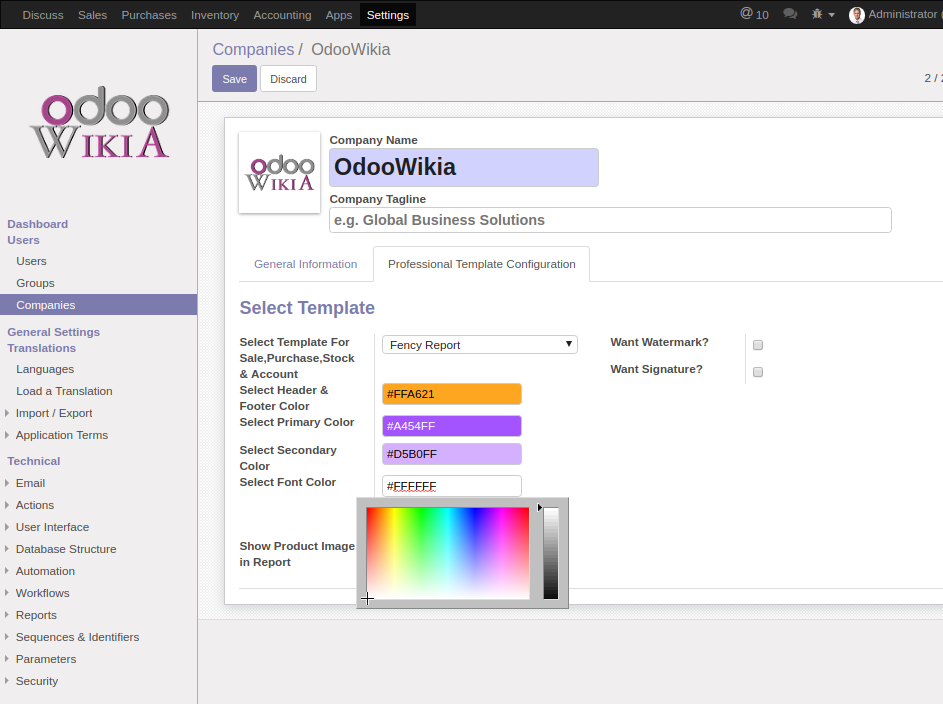 Discuss Sales Purchases Inventory Accounting Apps Settings @ 10 Administrator (
Companies / OdooWikia
Save Discard 2 / 2
odoo
WIKIA
odoo
WIKIA
Company Name
OdooWikia
Company Tagline
e.g. Global Business Solutions
Dashboard
Users
Users
Groups
Companies
General Settings
Translations
Languages
Load a Translation
Import / Export
Application Terms
Technical
Email
Actions
User Interface
Database Structure
Automation
Workflows
Reports
Sequences & Identifiers
Parameters
Security
General Information Professional Template Configuration
Select Template
Select Template For
Sale,Purchase,Stock
& Account
Fency Report
Select Header &
Footer Color
#FFA621
Select Primary Color
#A454FF
Select Secondary
Color
#D5B0FF
Select Font Color
#FFFFFF
Show Product Image
in Report
Want Watermark?
Want Signature?